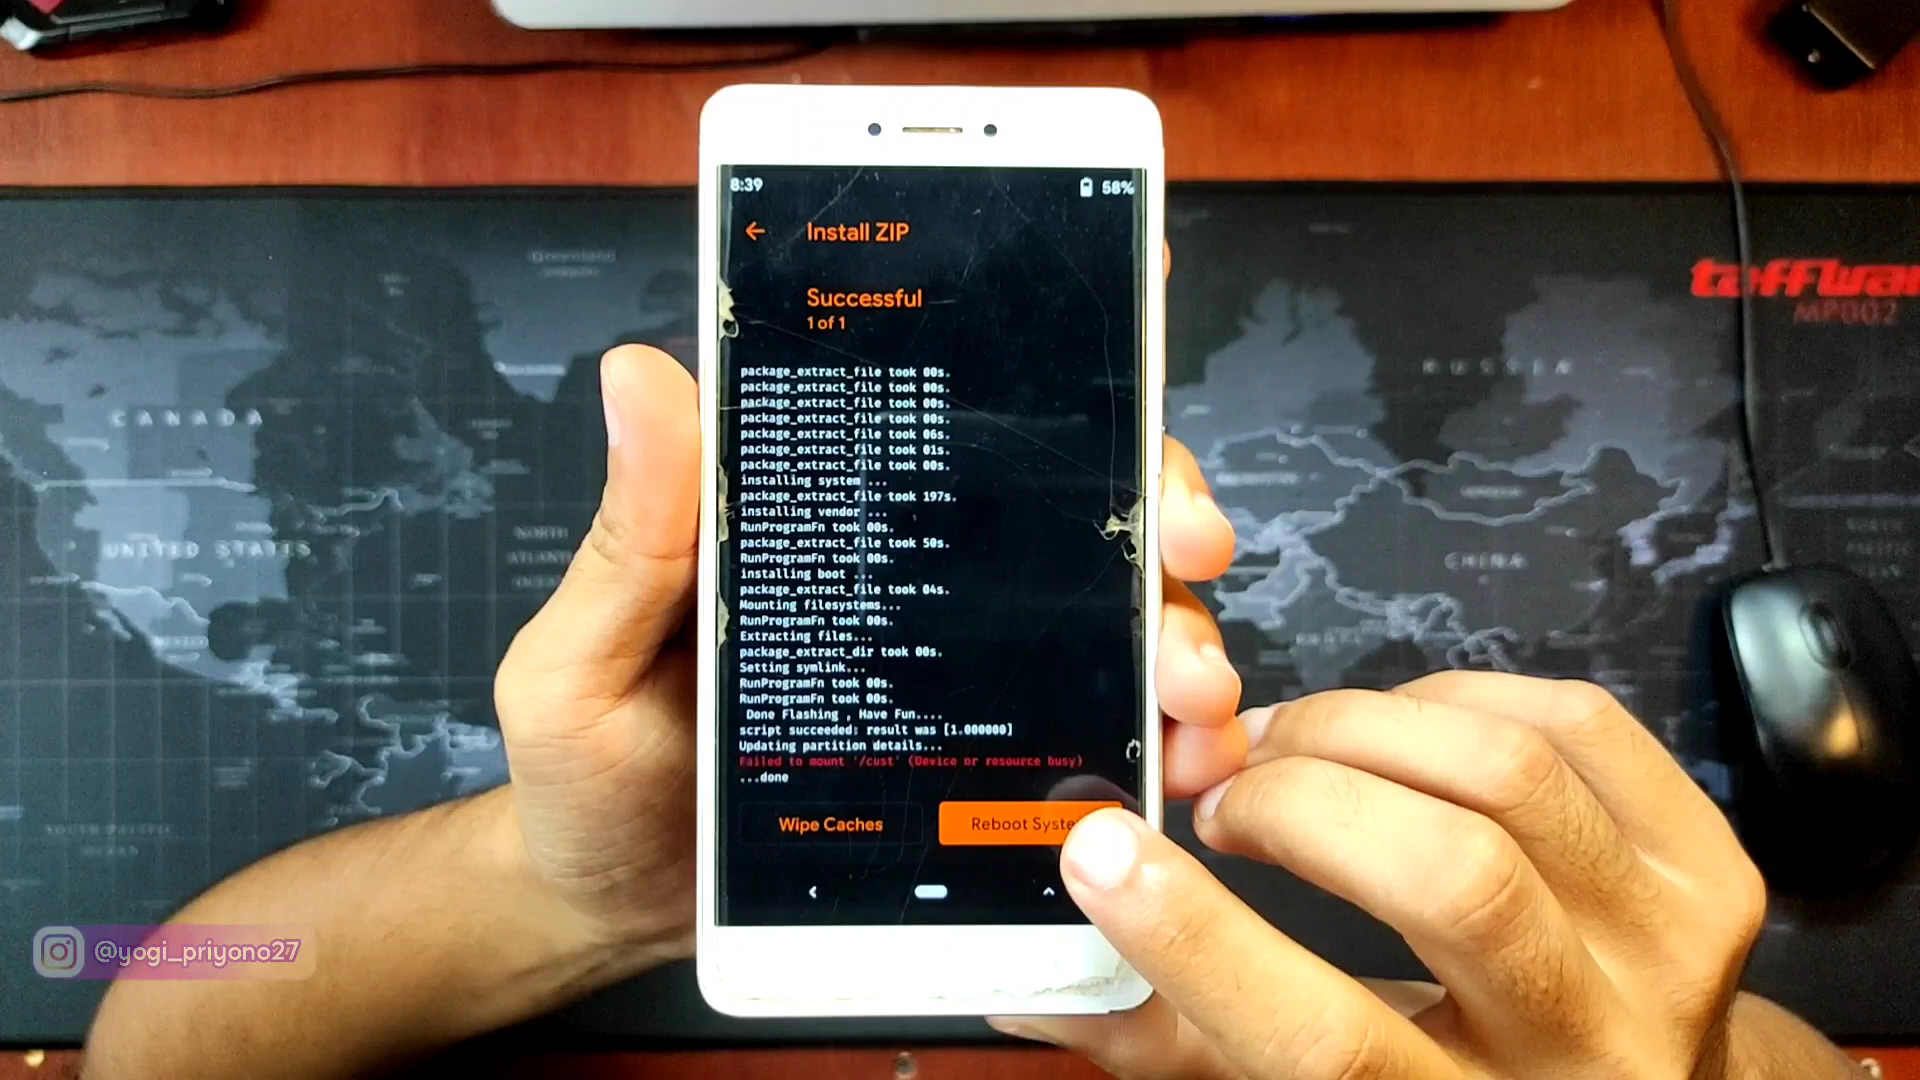 8:39
58%
Install ZIP
Successful
1 of 1
package_extract_file took 00s.
package_extract_file took 00s.
package_extract_file took 00s.
package_extract_file took 00s.
package_extract_file took 06s.
package_extract_file took 01s.
package_extract_file took 00s.
installing system ...
package_extract_file took 197s.
installing vendor ...
RunProgramFn took 00s.
package_extract_file took 50s.
RunProgramFn took 00s.
installing boot ...
package_extract_file took 04s.
Mounting filesystems...
RunProgramFn took 00s.
Extracting files...
package_extract_dir took 00s.
Setting symlink...
RunProgramFn took 00s.
RunProgramFn took 00s.
Done Flashing , Have Fun....
script succeeded: result was [1.000000]
Updating partition details...
Failed to mount '/cust' (Device or resource busy)
...done
Wipe Caches
Reboot Syste
CANADA
UNITED STATES
NORTH
RUSSIA
CHINA
MP002
@yogi_priyono27